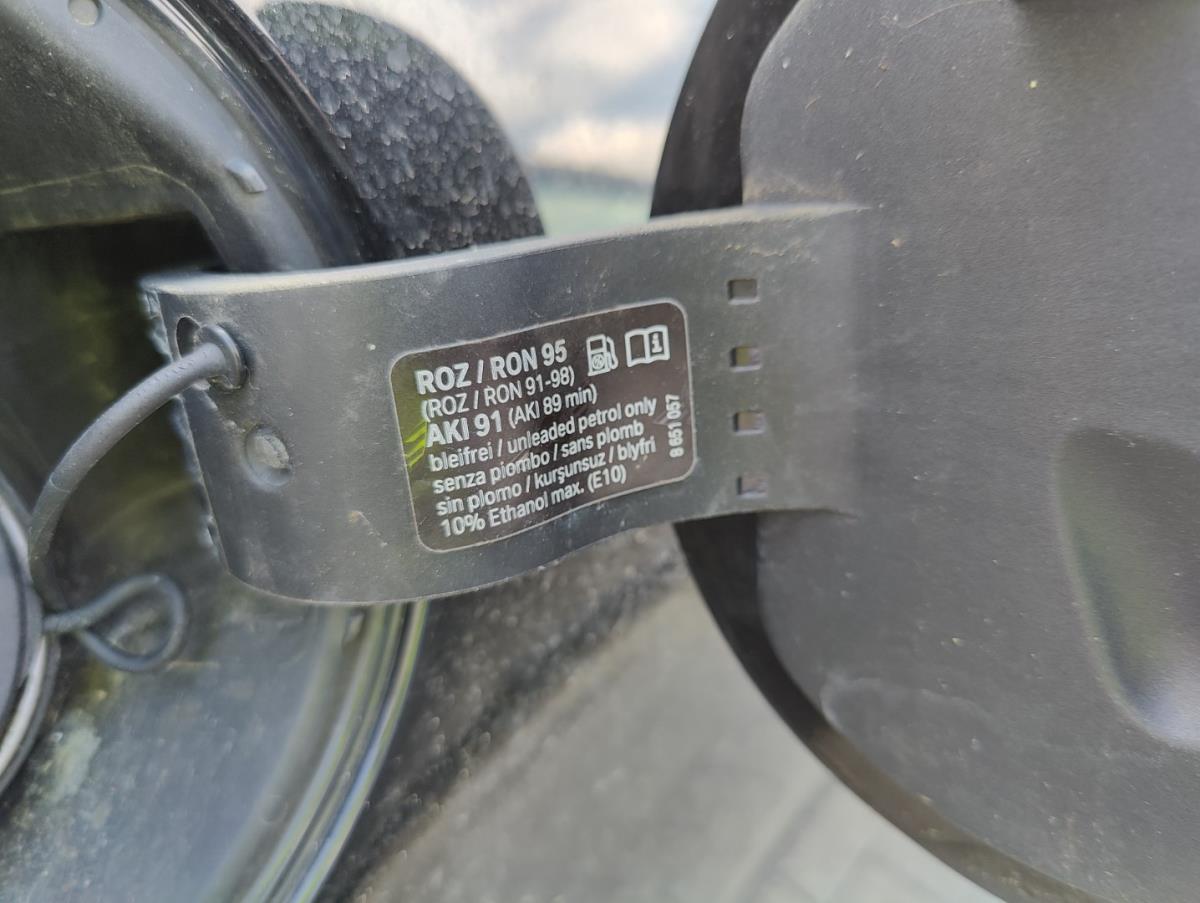 ROZ / RON 95
(ROZ / RON 91-98)
AKI 91 (AKI 89 min)
bleifrei / unleaded petrol only
senza piombo / sans plomb
sin plomo / kurşunsuz / blyfri
10% Ethanol max. (E10)
8 651 057